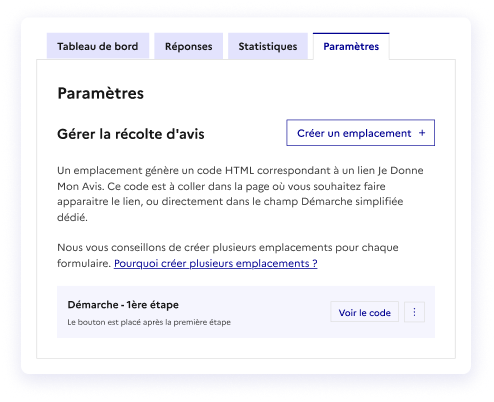 Tableau de bord Réponses Statistiques Paramètres
Paramètres
Gérer la récolte d'avis
Créer un emplacement +
Un emplacement génère un code HTML correspondant à un lien Je Donne
Mon Avis. Ce code est à coller dans la page où vous souhaitez faire
apparaitre le lien, ou directement dans le champ Démarche simplifiée
dédié.
Nous vous conseillons de créer plusieurs emplacements pour chaque
formulaire. Pourquoi créer plusieurs emplacements ?
Démarche - 1ère étape
Le bouton est placé après la première étape
Voir le code